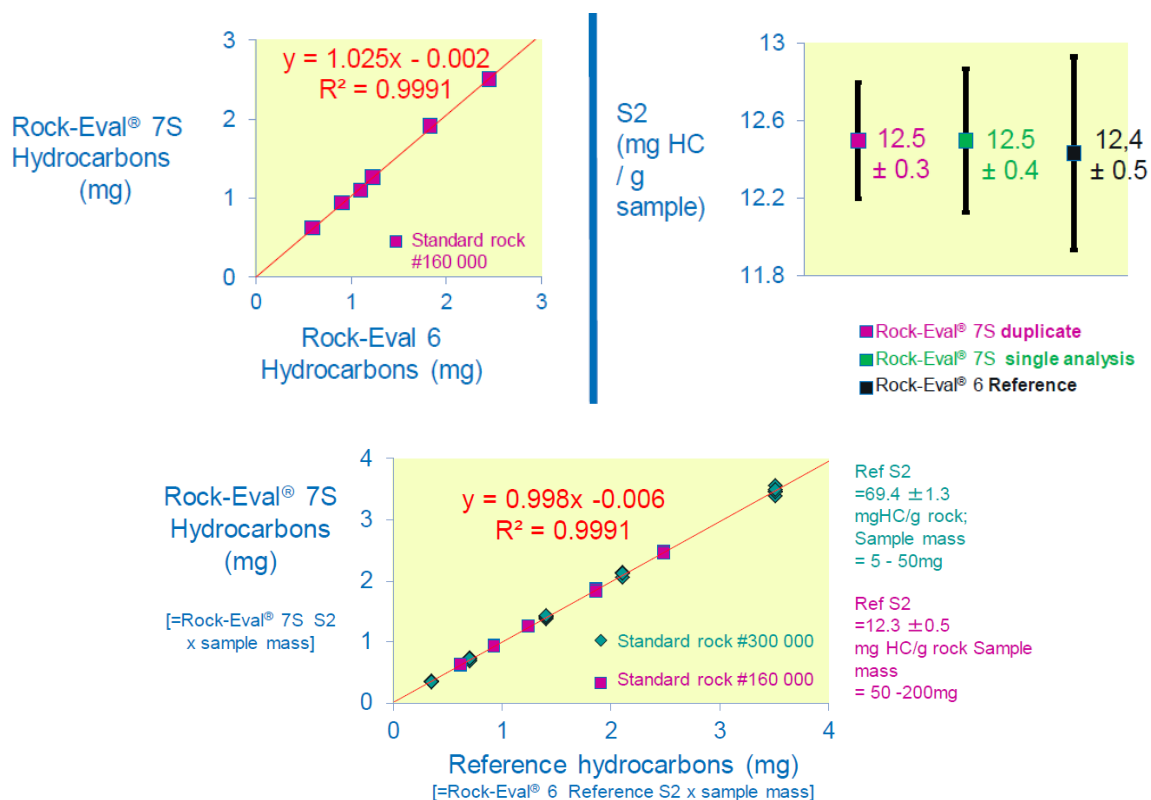 Rock-Eval® 7S
Hydrocarbons
(mg)
3
2
1
0
y = 1.025x - 0.002
R² = 0.9991
Standard rock
#160 000
0
1
2
3
Rock-Eval 6
Hydrocarbons (mg)
S2
(mg HC
/ g
sample)
13
12.6
12.2
11.8
12.5
± 0.3
12.5
± 0.4
12,4
± 0.5
Rock-Eval® 7S duplicate
Rock-Eval® 7S single analysis
Rock-Eval® 6 Reference
Rock-Eval® 7S
Hydrocarbons
(mg)
[=Rock-Eval® 7S S2
x sample mass]
4
3
2
1
0
y = 0.998x -0.006
R² = 0.9991
Standard rock #300 000
Standard rock #160 000
0
1
2
3
4
Reference hydrocarbons (mg)
[=Rock-Eval® 6 Reference S2 x sample mass]
Ref S2
=69.4 ±1.3
mgHC/g rock;
Sample mass
= 5 - 50mg
Ref S2
=12.3 ±0.5
mg HC/g rock Sample
mass
= 50 -200mg